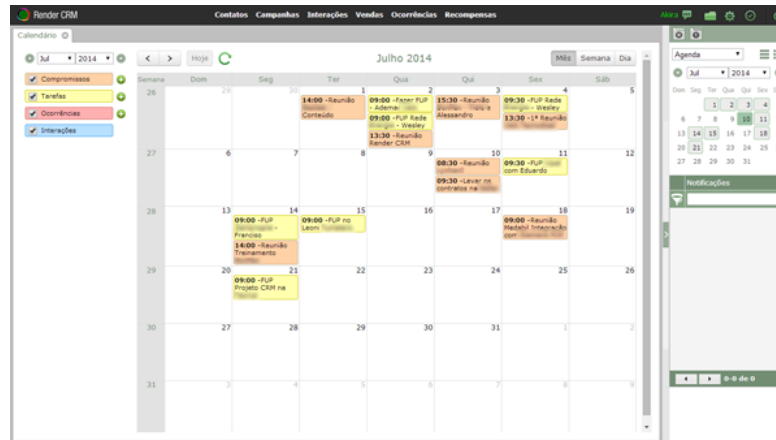 Render CRM
Contatos Campanhas Interações Vendas Ocorrências Recompensas
Akira
Calendário
Jul 2014
Compromissos
Tarefas
Ocorrências
Interações
Hoje
Julho 2014
Mês Semana Dia
Semana Dom Seg Ter Qua Qui Sex Sáb
26 29 30 1 2 3 4 5
14:00 -Reunião
Conteúdo
09:00 -Fazer FUP
- Ademar
09:00 -FUP Rede
- Wesley
13:30 -Reunião
Render CRM
15:30 -Reunião
Alessandro
09:30 -FUP Rede
- Wesley
13:30 -1ª Reunião
27 6 7 8 9 10 11 12
08:30 -Reunião
09:30 -Levar os
contratos na
09:30 -FUP
com Eduardo
28 13 14 15 16 17 18 19
09:00 -FUP
-
Franciso
14:00 -Reunião
Treinamento
09:00 -FUP no
Leoni
09:00 -Reunião
Medabil Integração
com
29 20 21 22 23 24 25 26
09:00 -FUP
Projeto CRM na
30 27 28 29 30 31 1 2
31 3 4 5 6 7 8 9
Agenda
Jul 2014
Dom Seg Ter Qua Qui Sex
1 2 3 4
6 7 8 9 10 11
13 14 15 16 17 18
20 21 22 23 24 25
27 28 29 30 31
Notificações
0-0 de 0